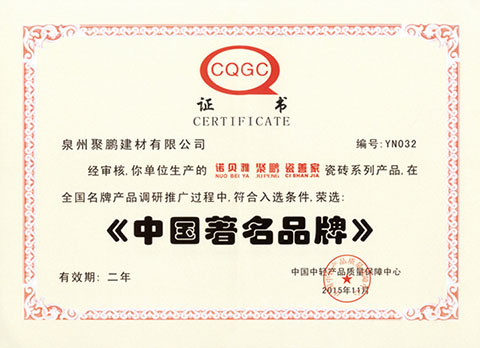 CQGC
证 书
CERTIFICATE
泉州聚鹏建材有限公司 编号:YN032
经审核,你单位生产的 诺贝雅 聚鹏 瓷善家 瓷砖系列产品,在
NUO BEI YA JU PENG CI SHAN JIA
全国名牌产品调研推广过程中,符合入选条件,荣选:
《中国著名品牌》
有效期: 二年
中国中轻产品质量保障中心
2015年11月